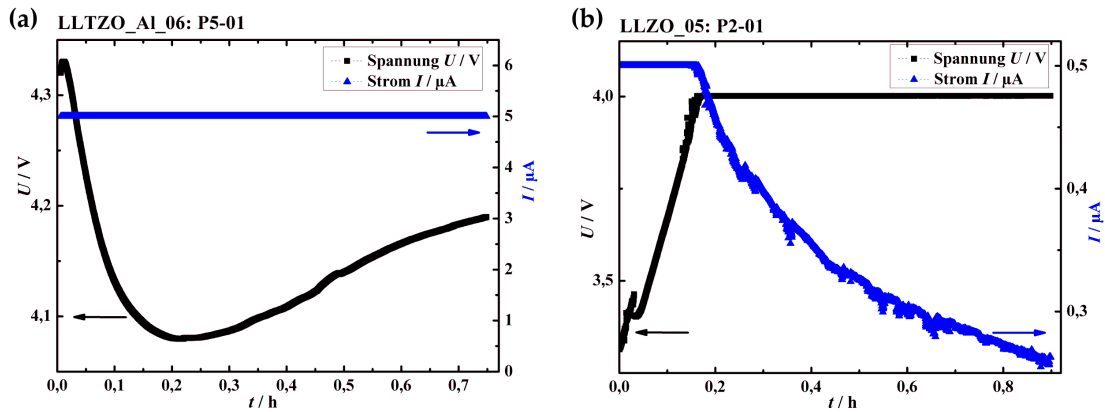 (a)
LLTZO_Al_06: P5-01
Spannung U / V
Strom I / µA
4,3
4,2
4,1
U / V
6
5
4
3
2
1
0
I / µA
0,0 0,1 0,2 0,3 0,4 0,5 0,6 0,7
t / h
(b)
LLZO_05: P2-01
Spannung U / V
Strom I / µA
4,0
3,5
U / V
0,5
0,4
0,3
I / µA
0,0 0,2 0,4 0,6 0,8
t / h